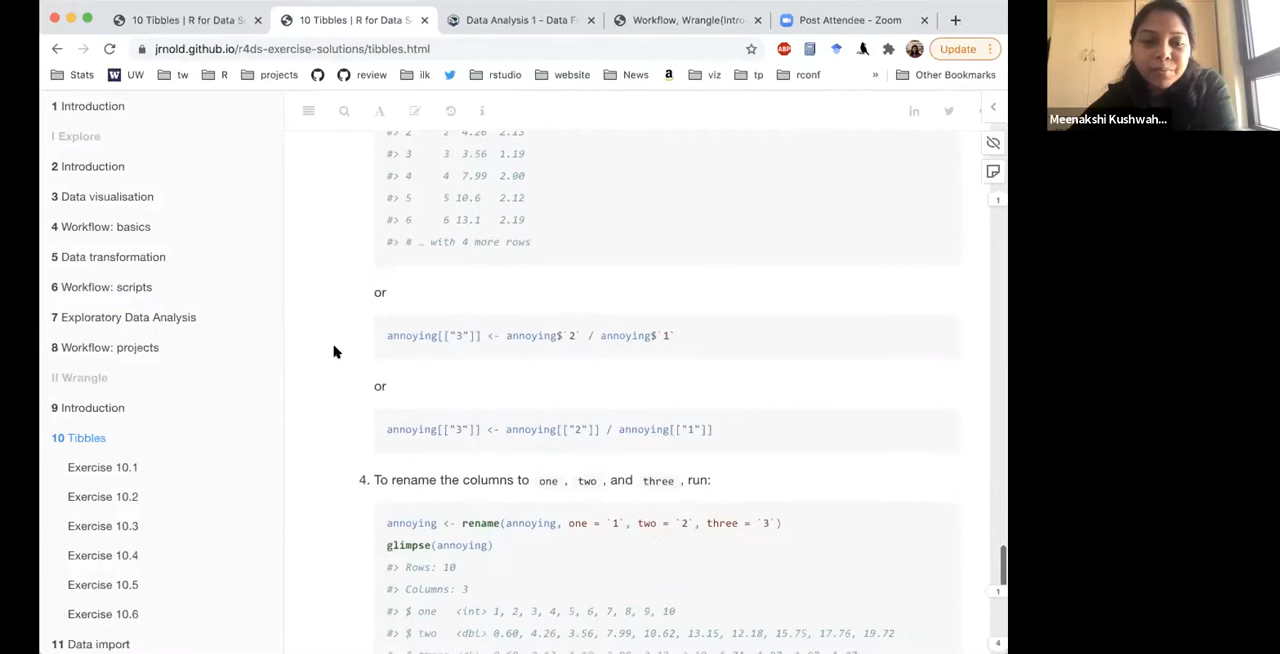 10 Tibbles | R for Data S
10 Tibbles | R for Data S
Data Analysis 1 - Data F
Workflow, Wrangle(Intro
Post Attendee - Zoom
jrnold.github.io/r4ds-exercise-solutions/tibbles.html
ABP
Update
Stats
W UW
tw
R
projects
review
ilk
rstudio
website
News
a
viz
tp
rconf
»
Other Bookmarks
Meenakshi Kushwah...
1 Introduction
I Explore
2 Introduction
3 Data visualisation
4 Workflow: basics
5 Data transformation
6 Workflow: scripts
7 Exploratory Data Analysis
8 Workflow: projects
II Wrangle
9 Introduction
10 Tibbles
Exercise 10.1
Exercise 10.2
Exercise 10.3
Exercise 10.4
Exercise 10.5
Exercise 10.6
11 Data import
#> 2 2 4.26 2.13
#> 3 3 3.56 1.19
#> 4 4 7.99 2.00
#> 5 5 10.6 2.12
#> 6 6 13.1 2.19
#> # … with 4 more rows
or
annoying[["3"]] <- annoying$`2` / annoying$`1`
or
annoying[["3"]] <- annoying[["2"]] / annoying[["1"]]
4. To rename the columns to one , two , and three , run:
annoying <- rename(annoying, one = `1`, two = `2`, three = `3`)
glimpse(annoying)
#> Rows: 10
#> Columns: 3
#> $ one <int> 1, 2, 3, 4, 5, 6, 7, 8, 9, 10
#> $ two <dbl> 0.60, 4.26, 3.56, 7.99, 10.62, 13.15, 12.18, 15.75, 17.76, 19.72
1
1
4